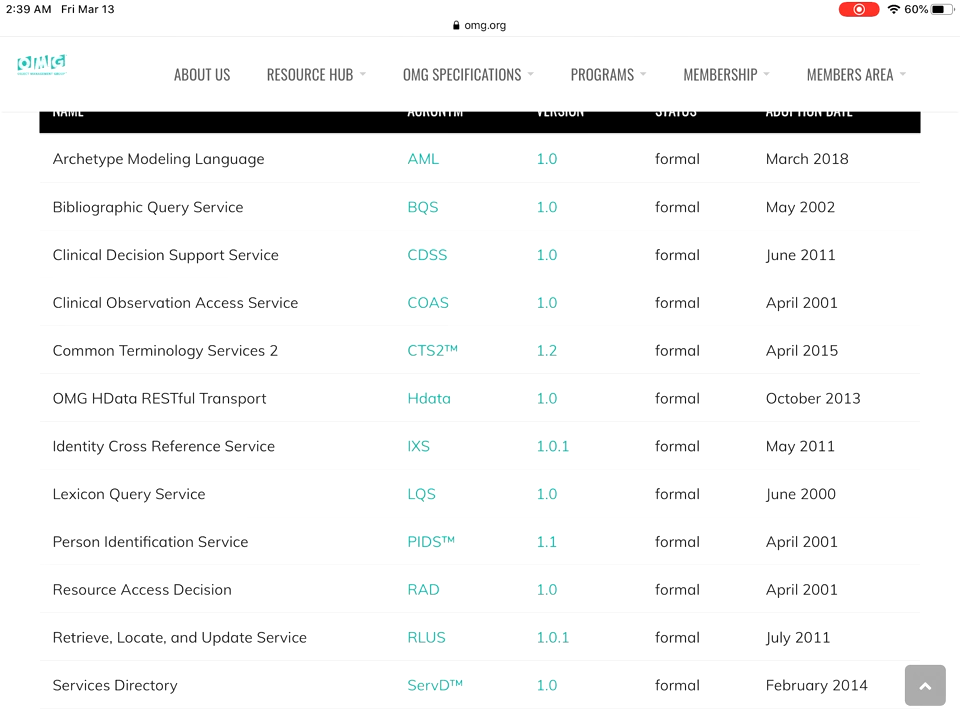 2:39 AM Fri Mar 13 60%
omg.org
OMG
ABOUT US RESOURCE HUB OMG SPECIFICATIONS PROGRAMS MEMBERSHIP MEMBERS AREA
NAME ACRONYM VERSION STATUS ADOPTION DATE
Archetype Modeling Language AML 1.0 formal March 2018
Bibliographic Query Service BQS 1.0 formal May 2002
Clinical Decision Support Service CDSS 1.0 formal June 2011
Clinical Observation Access Service COAS 1.0 formal April 2001
Common Terminology Services 2 CTS2™ 1.2 formal April 2015
OMG HData RESTful Transport Hdata 1.0 formal October 2013
Identity Cross Reference Service IXS 1.0.1 formal May 2011
Lexicon Query Service LQS 1.0 formal June 2000
Person Identification Service PIDS™ 1.1 formal April 2001
Resource Access Decision RAD 1.0 formal April 2001
Retrieve, Locate, and Update Service RLUS 1.0.1 formal July 2011
Services Directory ServD™ 1.0 formal February 2014